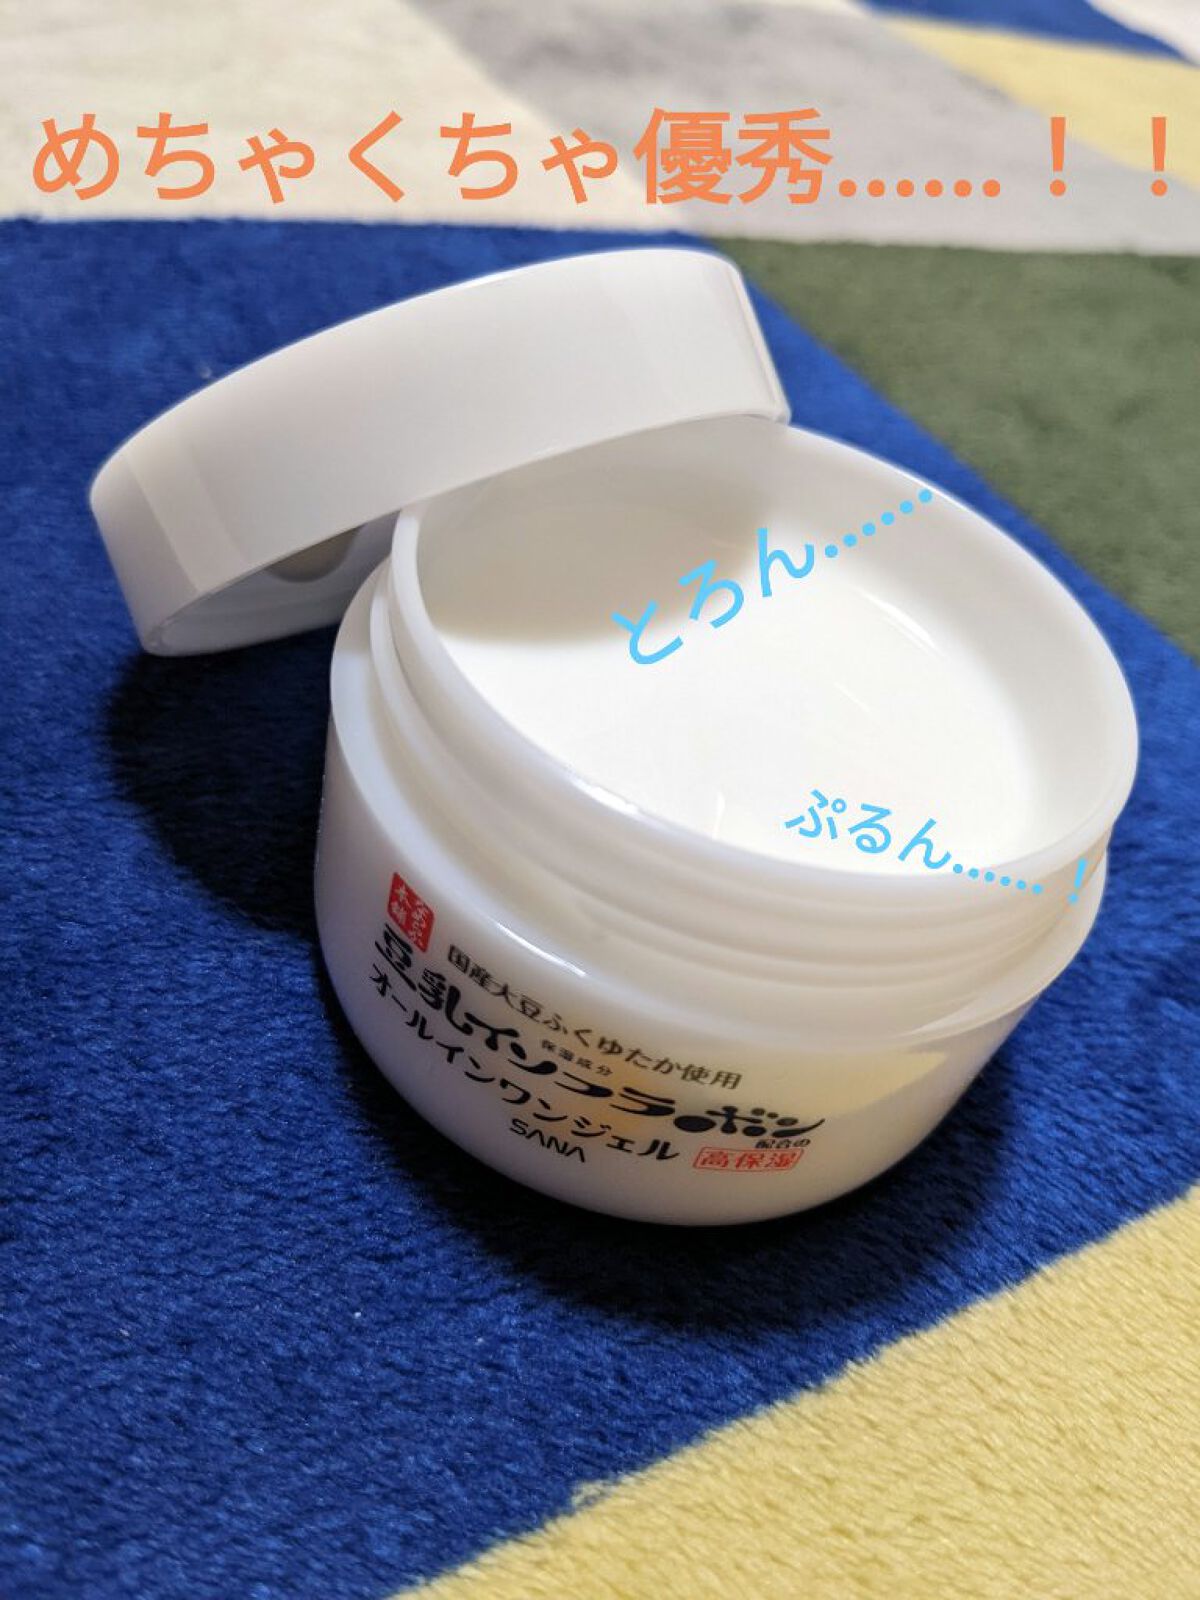 めちゃくちゃ優秀......！！
とろん......
ぷるん......！
なめらか
本舗
国産大豆ふくゆたか使用
豆乳イソフラボン
保湿成分
配合の
オールインワンジェル
高保湿
SANA